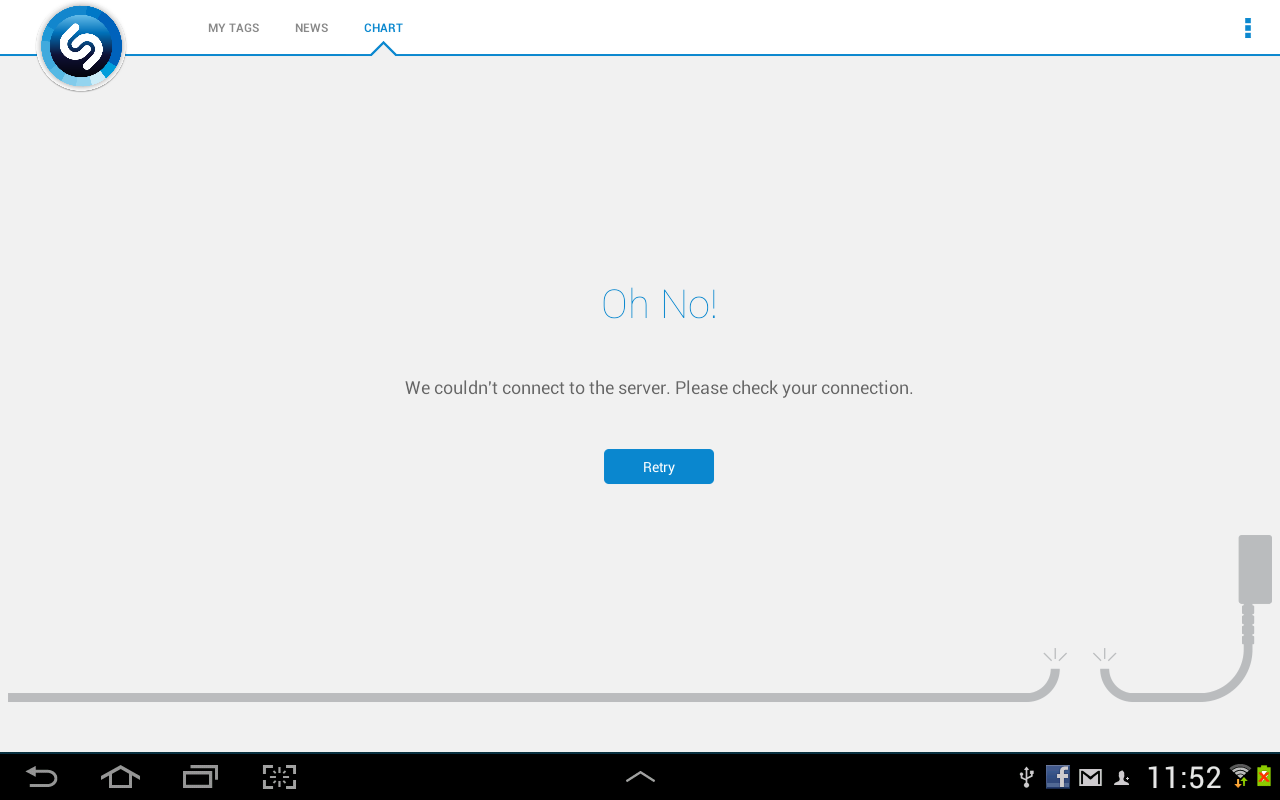 MY TAGS
NEWS
CHART
Oh No!
We couldn't connect to the server. Please check your connection.
Retry
11:52